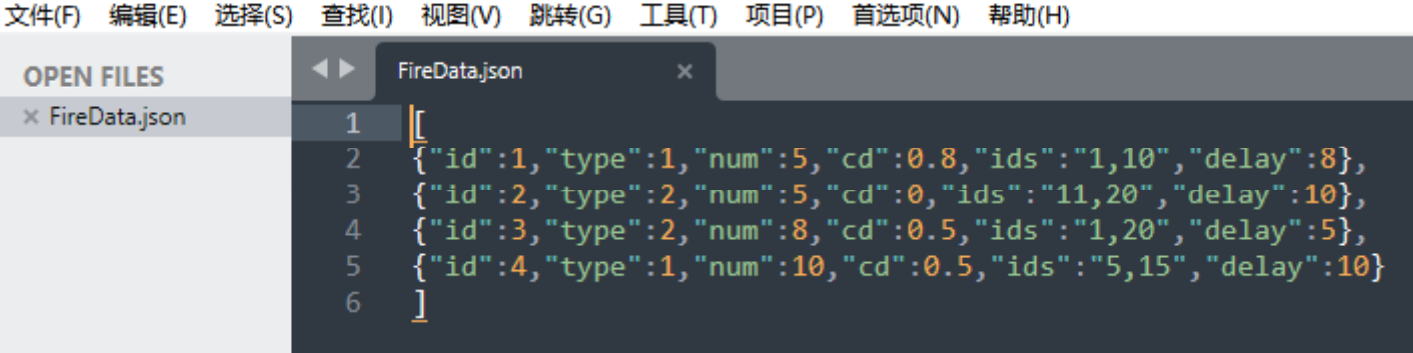 文件(F) 编辑(E) 选择(S) 查找(I) 视图(V) 跳转(G) 工具(T) 项目(P) 首选项(N) 帮助(H)
OPEN FILES
FireData.json
FireData.json
1 [
2 {"id":1,"type":1,"num":5,"cd":0.8,"ids":"1,10","delay":8},
3 {"id":2,"type":2,"num":5,"cd":0,"ids":"11,20","delay":10},
4 {"id":3,"type":2,"num":8,"cd":0.5,"ids":"1,20","delay":5},
5 {"id":4,"type":1,"num":10,"cd":0.5,"ids":"5,15","delay":10}
6 ]